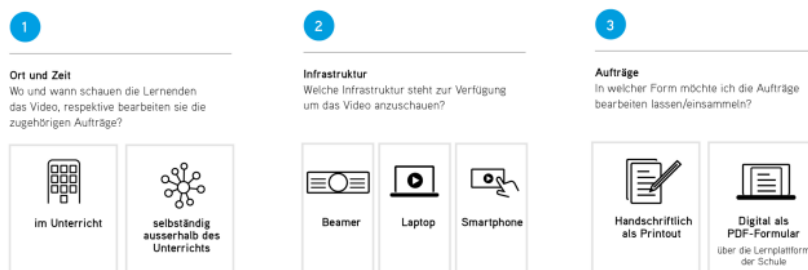 1
Ort und Zeit
Wo und wann schauen die Lernenden
das Video, respektive bearbeiten sie die
zugehörigen Aufträge?
im Unterricht
selbständig
ausserhalb des
Unterrichts
2
Infrastruktur
Welche Infrastruktur steht zur Verfügung
um das Video anzuschauen?
Beamer
Laptop
Smartphone
3
Aufträge
In welcher Form möchte ich die Aufträge
bearbeiten lassen/einsammeln?
Handschriftlich
als Printout
Digital als
PDF-Formular
über die Lernplattform
der Schule